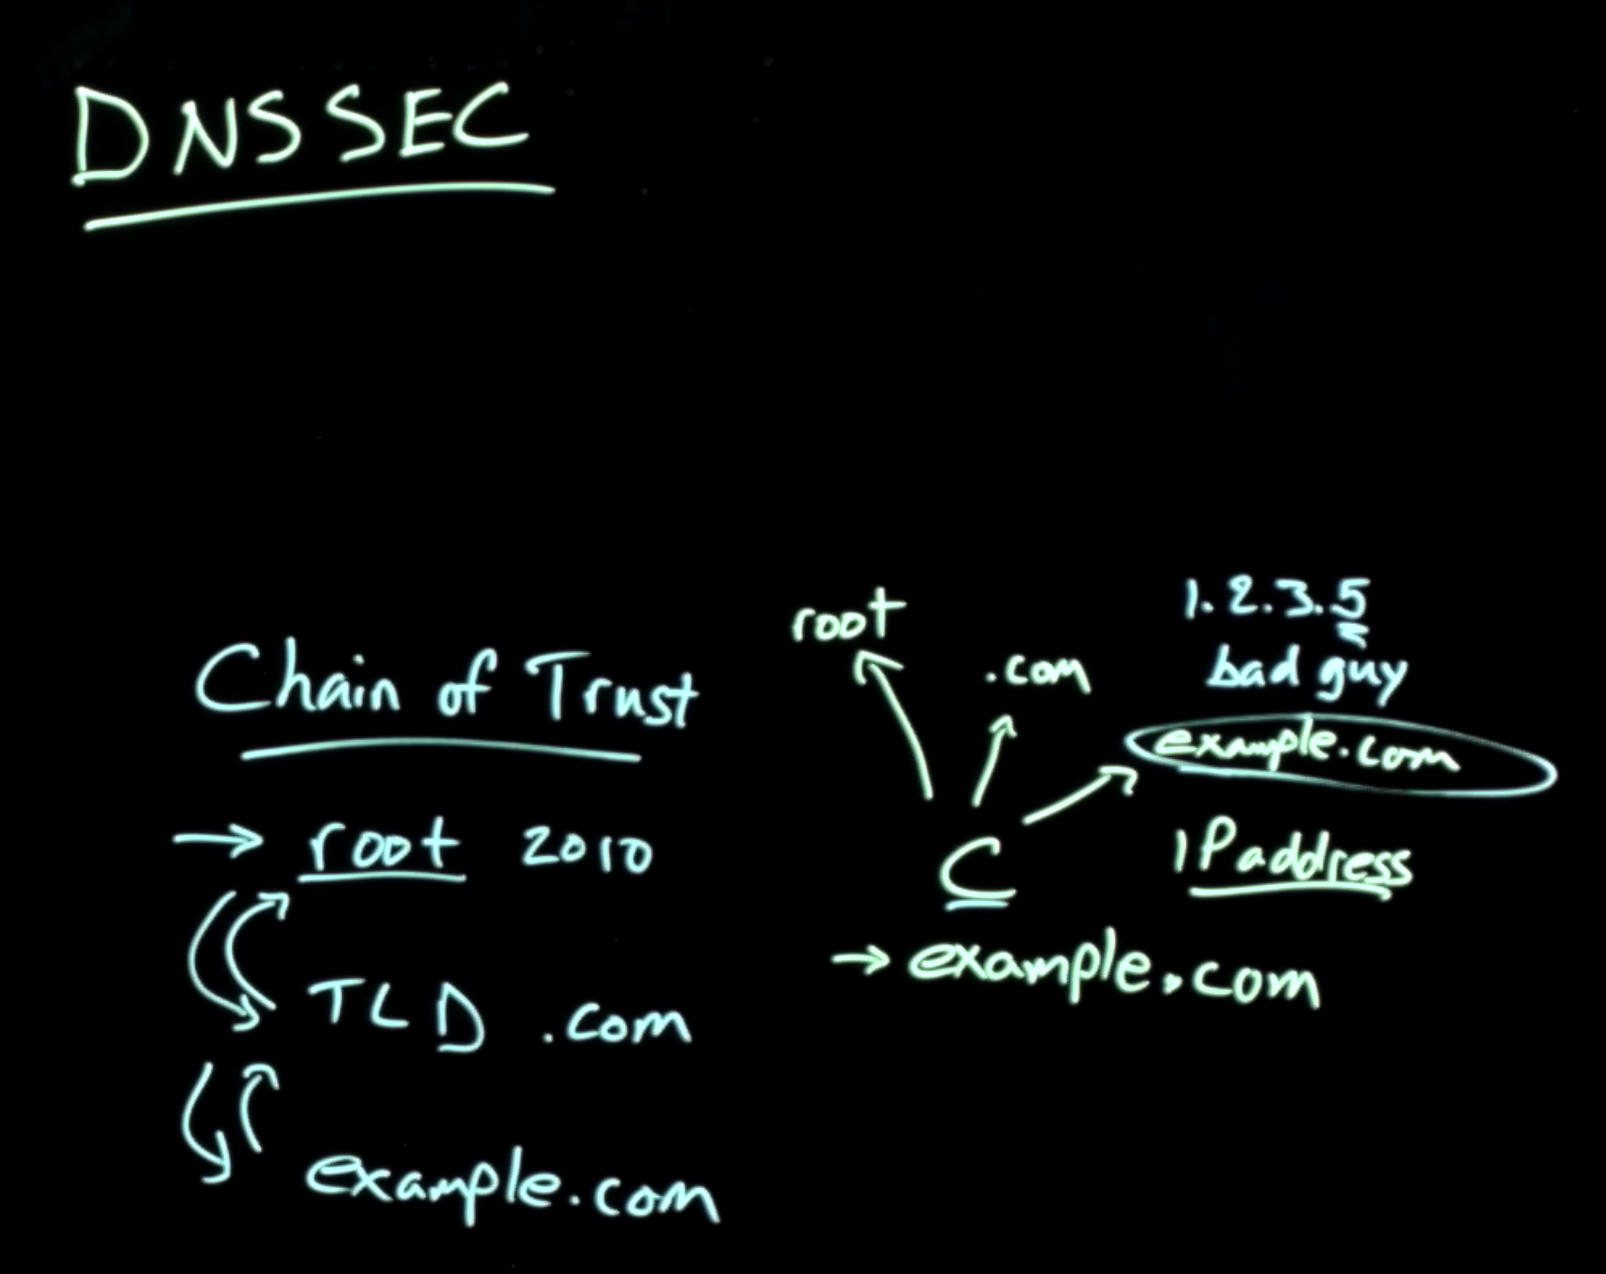 DNSSEC
Chain of Trust
→ root 2010
TLD .com
example.com
root
.com
1.2.3.5
bad guy
example.com
C
IP address
→ example.com